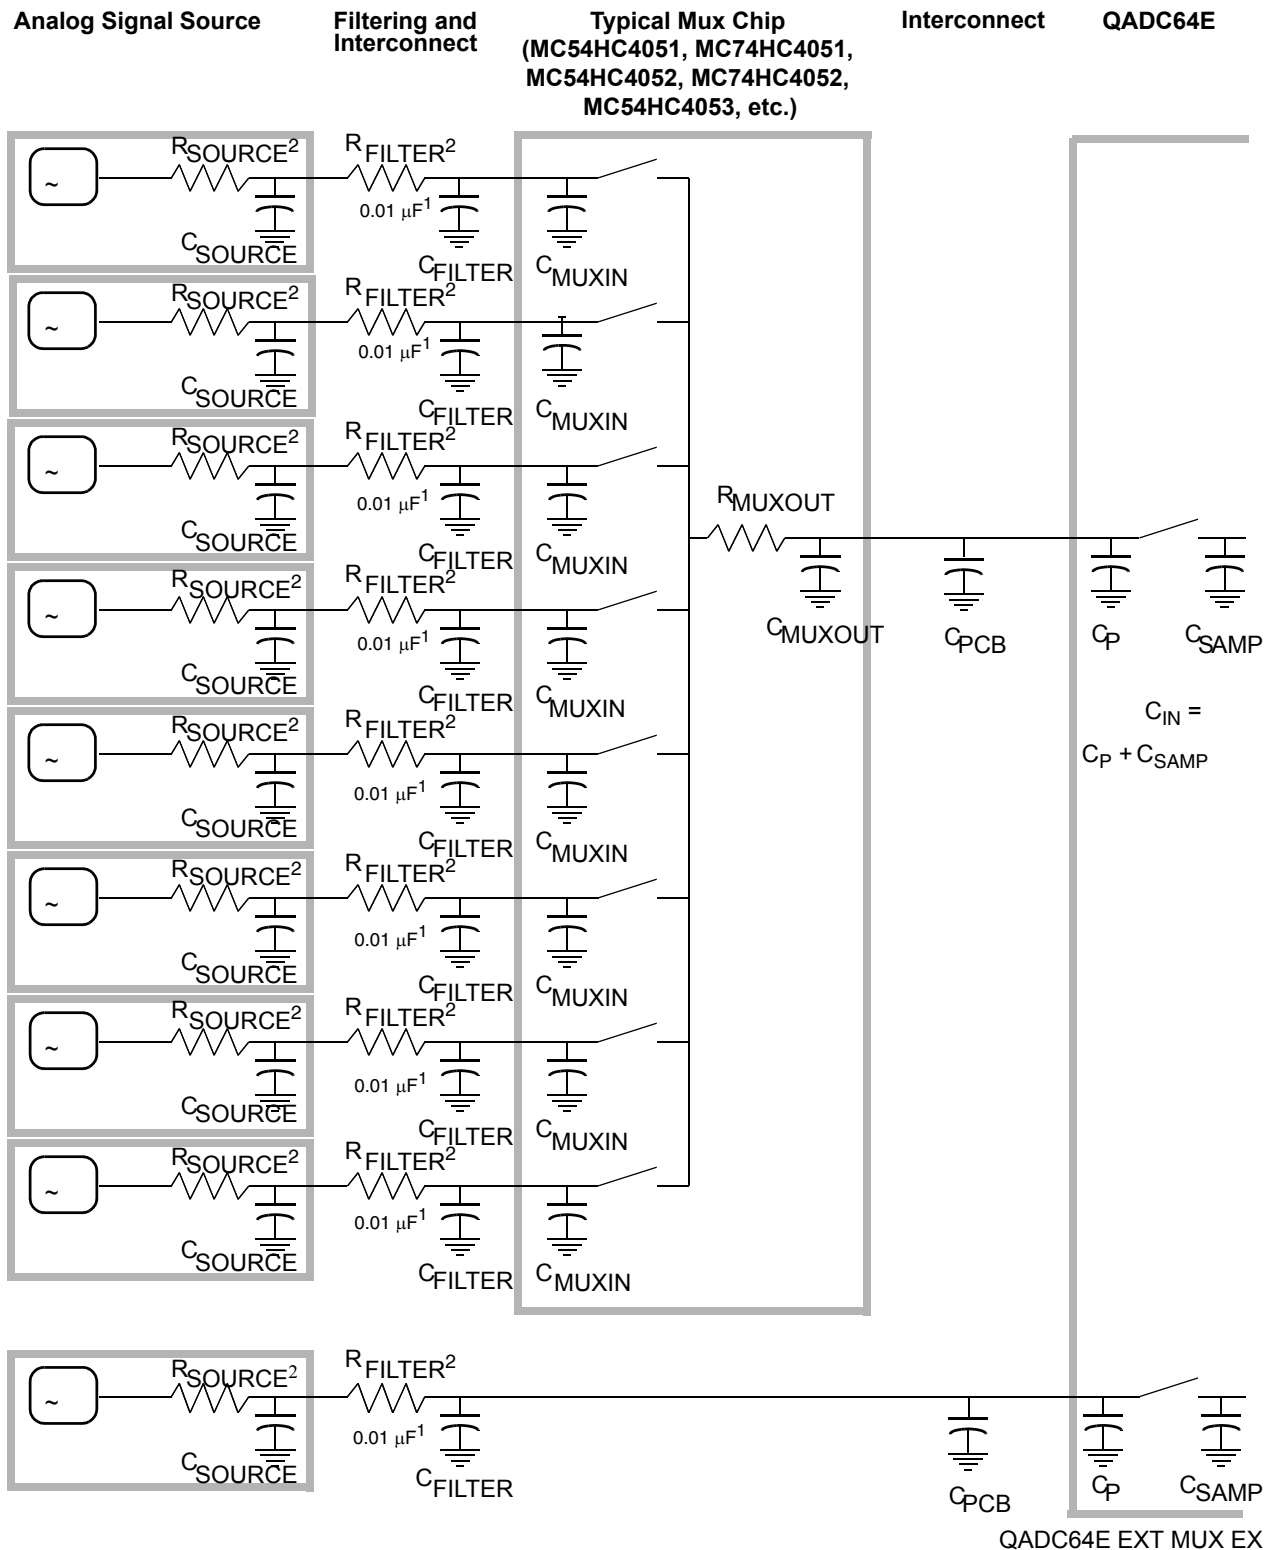 Analog Signal Source
Filtering and
Interconnect
Typical Mux Chip
(MC54HC4051, MC74HC4051,
MC54HC4052, MC74HC4052,
MC54HC4053, etc.)
Interconnect
QADC64E
~
RSOURCE2
CSOURCE
RFILTER2
0.01 μF1
CFILTER
CMUXIN
~
RSOURCE2
CSOURCE
RFILTER2
0.01 μF1
CFILTER
CMUXIN
~
RSOURCE2
CSOURCE
RFILTER2
0.01 μF1
CFILTER
CMUXIN
RMUXOUT
CMUXOUT
CPCB
CP
CSAMP
~
RSOURCE2
CSOURCE
RFILTER2
0.01 μF1
CFILTER
CMUXIN
CIN =
CP + CSAMP
~
RSOURCE2
CSOURCE
RFILTER2
0.01 μF1
CFILTER
CMUXIN
~
RSOURCE2
CSOURCE
RFILTER2
0.01 μF1
CFILTER
CMUXIN
~
RSOURCE2
CSOURCE
RFILTER2
0.01 μF1
CFILTER
CMUXIN
~
RSOURCE2
CSOURCE
RFILTER2
0.01 μF1
CFILTER
CMUXIN
~
RSOURCE2
CSOURCE
RFILTER2
0.01 μF1
CFILTER
CPCB
CP
CSAMP
QADC64E EXT MUX EX